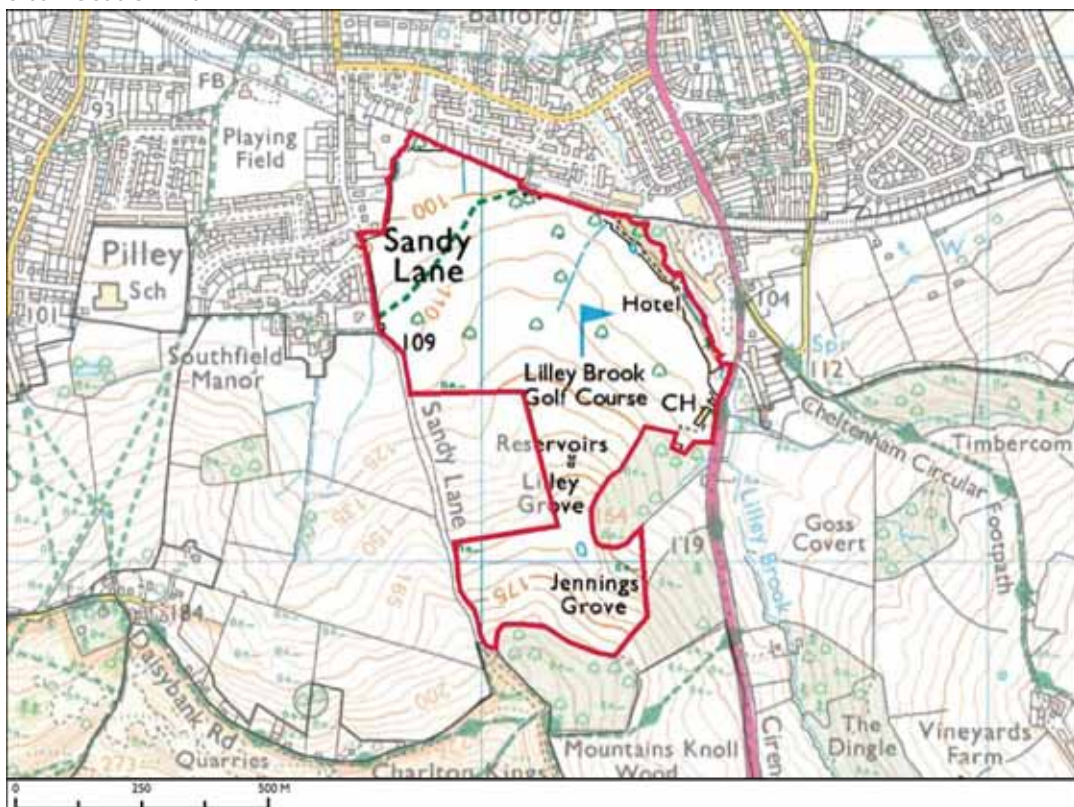 Bafford
FB
93
Playing
Field
Pilley
Sch
101
100
Sandy
Lane
110
109
Southfield
Manor
Hotel
104
W
Spr
112
Lilley Brook
Golf Course
CH
Cheltenham Circular
Footpath
Timbercom
Sandy Lane
125
135
150
165
Reservoirs
Lilley
Grove
184
Lilley Brook
Goss
Covert
119
175
Jennings
Grove
184
Daisybank Rd
Quarries
200
273
Charlton Kings
Mountains Knoll
Wood
Ciren
The
Dingle
Vineyards
Farm
0
250
500 M